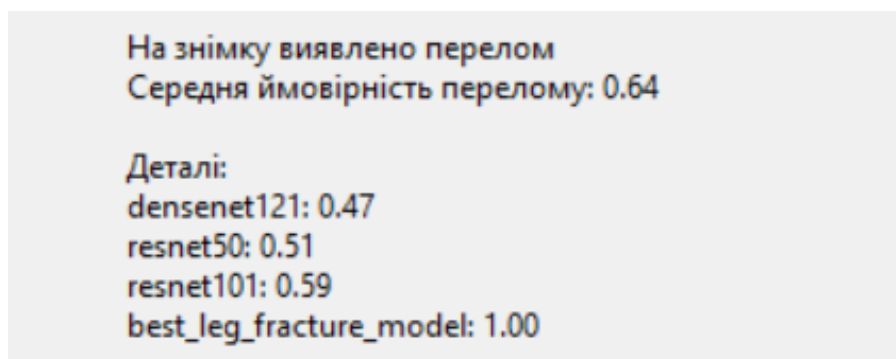 На знімку виявлено перелом
Середня ймовірність перелому: 0.64
Деталі:
densenet121: 0.47
resnet50: 0.51
resnet101: 0.59
best_leg_fracture_model: 1.00